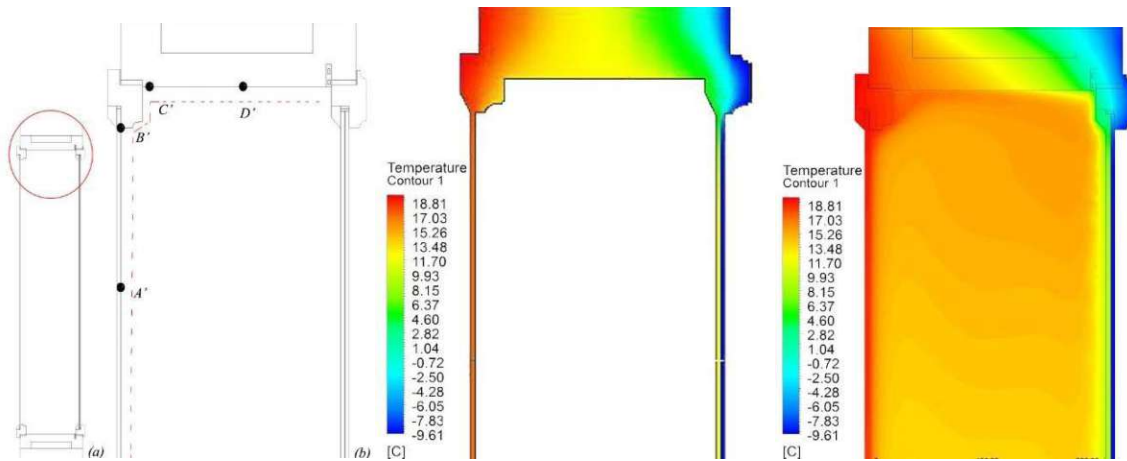 C'
D'
B'
A'
(a)
(b)
Temperature
Contour 1
18.81
17.03
15.26
13.48
11.70
9.93
8.15
6.37
4.60
2.82
1.04
-0.72
-2.50
-4.28
-6.05
-7.83
-9.61
[C]
Temperature
Contour 1
18.81
17.03
15.26
13.48
11.70
9.93
8.15
6.37
4.60
2.82
1.04
-0.72
-2.50
-4.28
-6.05
-7.83
-9.61
[C]